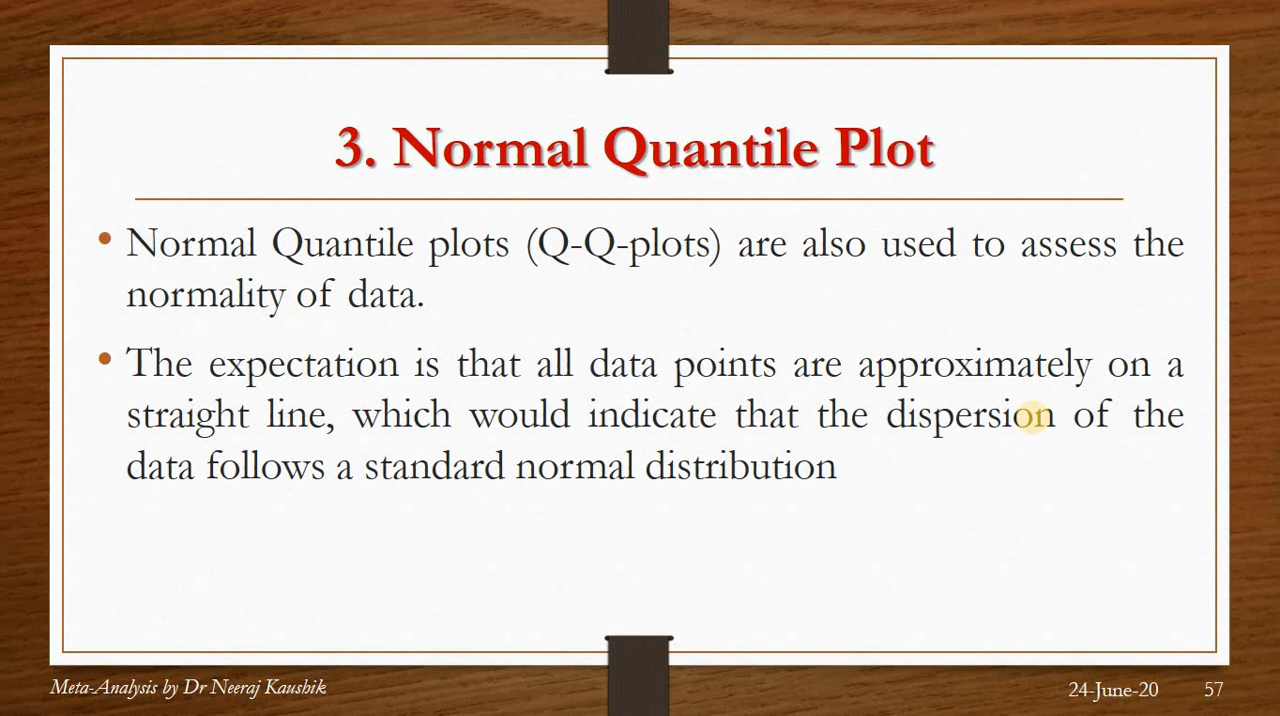 3. Normal Quantile Plot
• Normal Quantile plots (Q-Q-plots) are also used to assess the
normality of data.
• The expectation is that all data points are approximately on a
straight line, which would indicate that the dispersion of the
data follows a standard normal distribution
Meta-Analysis by Dr Neeraj Kaushik
24-June-20 57